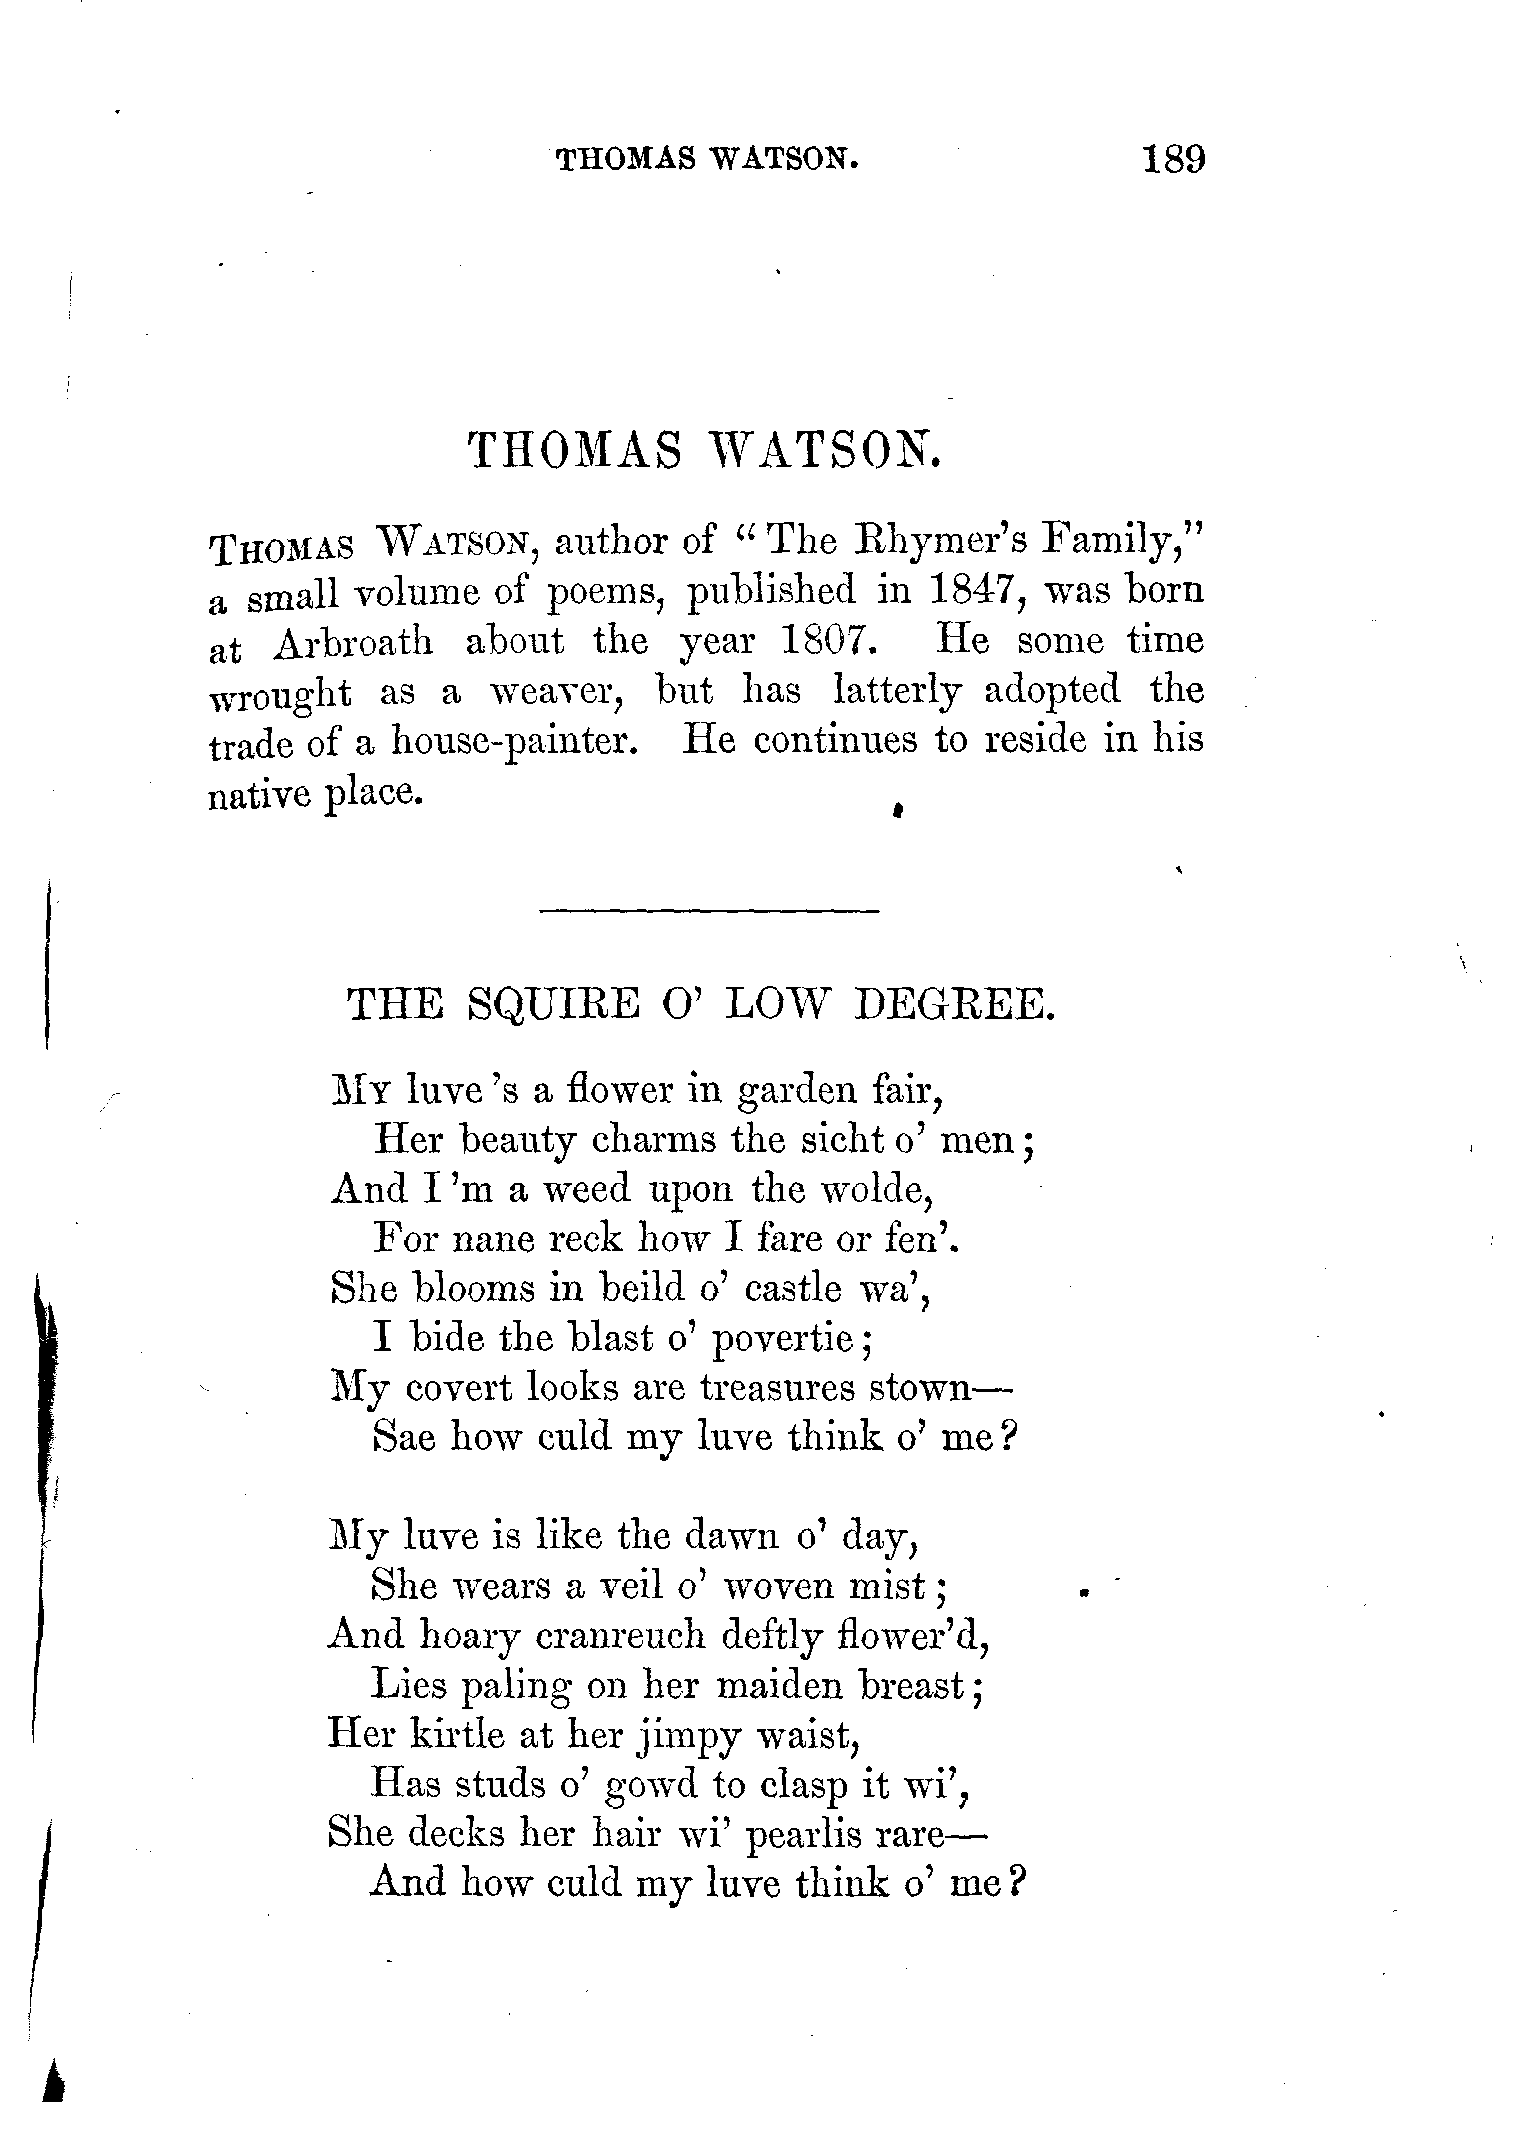 THOMAS WATSON. 189
THOMAS WATSON.
THOMAS WATSON, author of "The Rhymer's Family,"
a small volume of poems, published in 1847, was born
at Arbroath about the year 1807. He some time
wrought as a weaver, but has latterly adopted the
trade of a house-painter. He continues to reside in his
native place.
THE SQUIRE O' LOW DEGREE.
MY luve 's a flower in garden fair,
Her beauty charms the sicht o' men;
And I 'm a weed upon the wolde,
For nane reck how I fare or fen'.
She blooms in beild o' castle wa',
I bide the blast o' povertie;
My covert looks are treasures stown—
Sae how culd my luve think o' me?
My luve is like the dawn o' day,
She wears a veil o' woven mist;
And hoary cranreuch deftly flower'd,
Lies paling on her maiden breast;
Her kirtle at her jimpy waist,
Has studs o' gowd to clasp it wi',
She decks her hair wi' pearlis rare—
And how culd my luve think o' me?